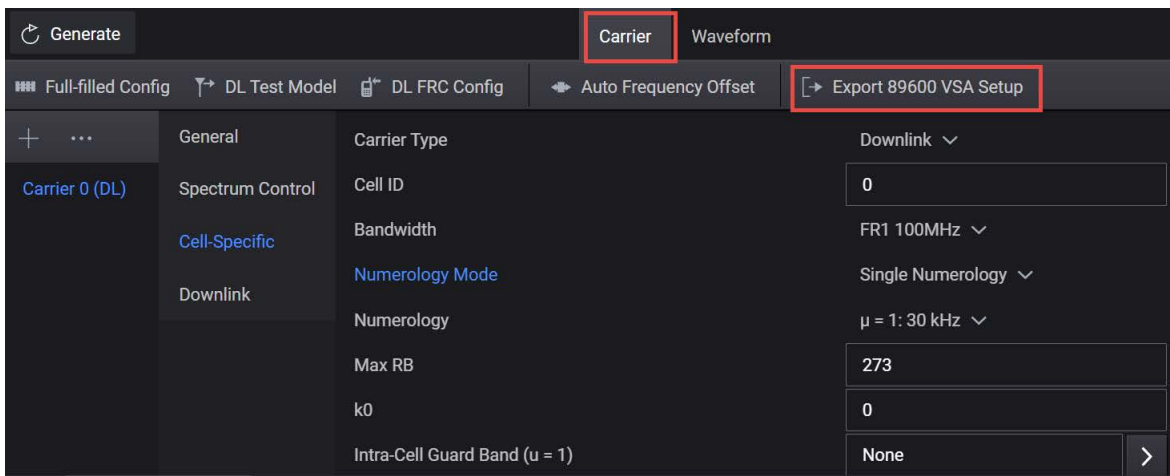 Generate
Carrier Waveform
Full-filled Config DL Test Model DL FRC Config Auto Frequency Offset Export 89600 VSA Setup
+ ... General Carrier Type Downlink
Carrier 0 (DL) Spectrum Control Cell ID 0
Cell-Specific Bandwidth FR1 100MHz
Numerology Mode Single Numerology
Downlink Numerology μ = 1: 30 kHz
Max RB 273
k0 0
Intra-Cell Guard Band (u = 1) None